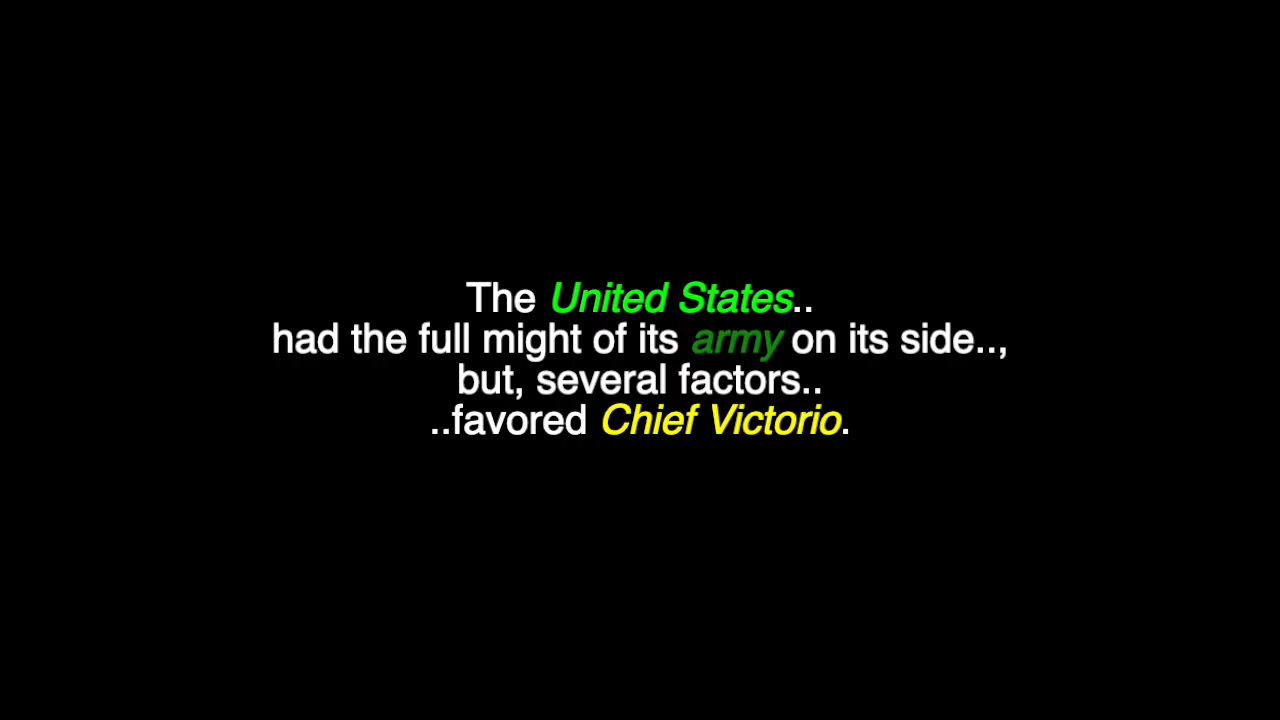 The United States..
had the full might of its army on its side..,
but, several factors..
..favored Chief Victorio.